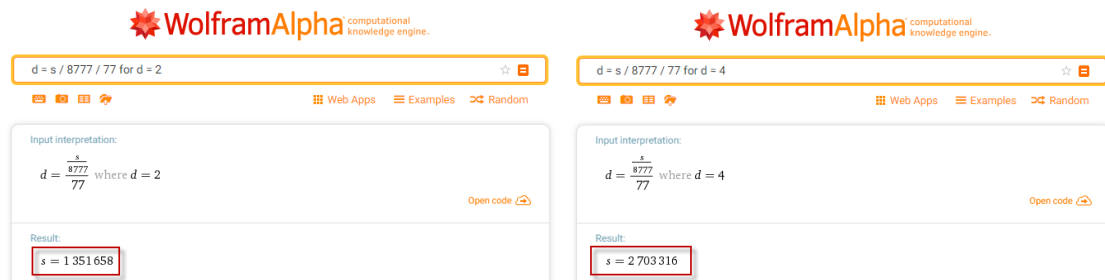 WolframAlpha computational knowledge engine.
d = s / 8777 / 77 for d = 2
Web Apps Examples Random
Input interpretation:
d = s/8777/77 where d = 2
Open code
Result:
s = 1 351 658
WolframAlpha computational knowledge engine.
d = s / 8777 / 77 for d = 4
Web Apps Examples Random
Input interpretation:
d = s/8777/77 where d = 4
Open code
Result:
s = 2 703 316